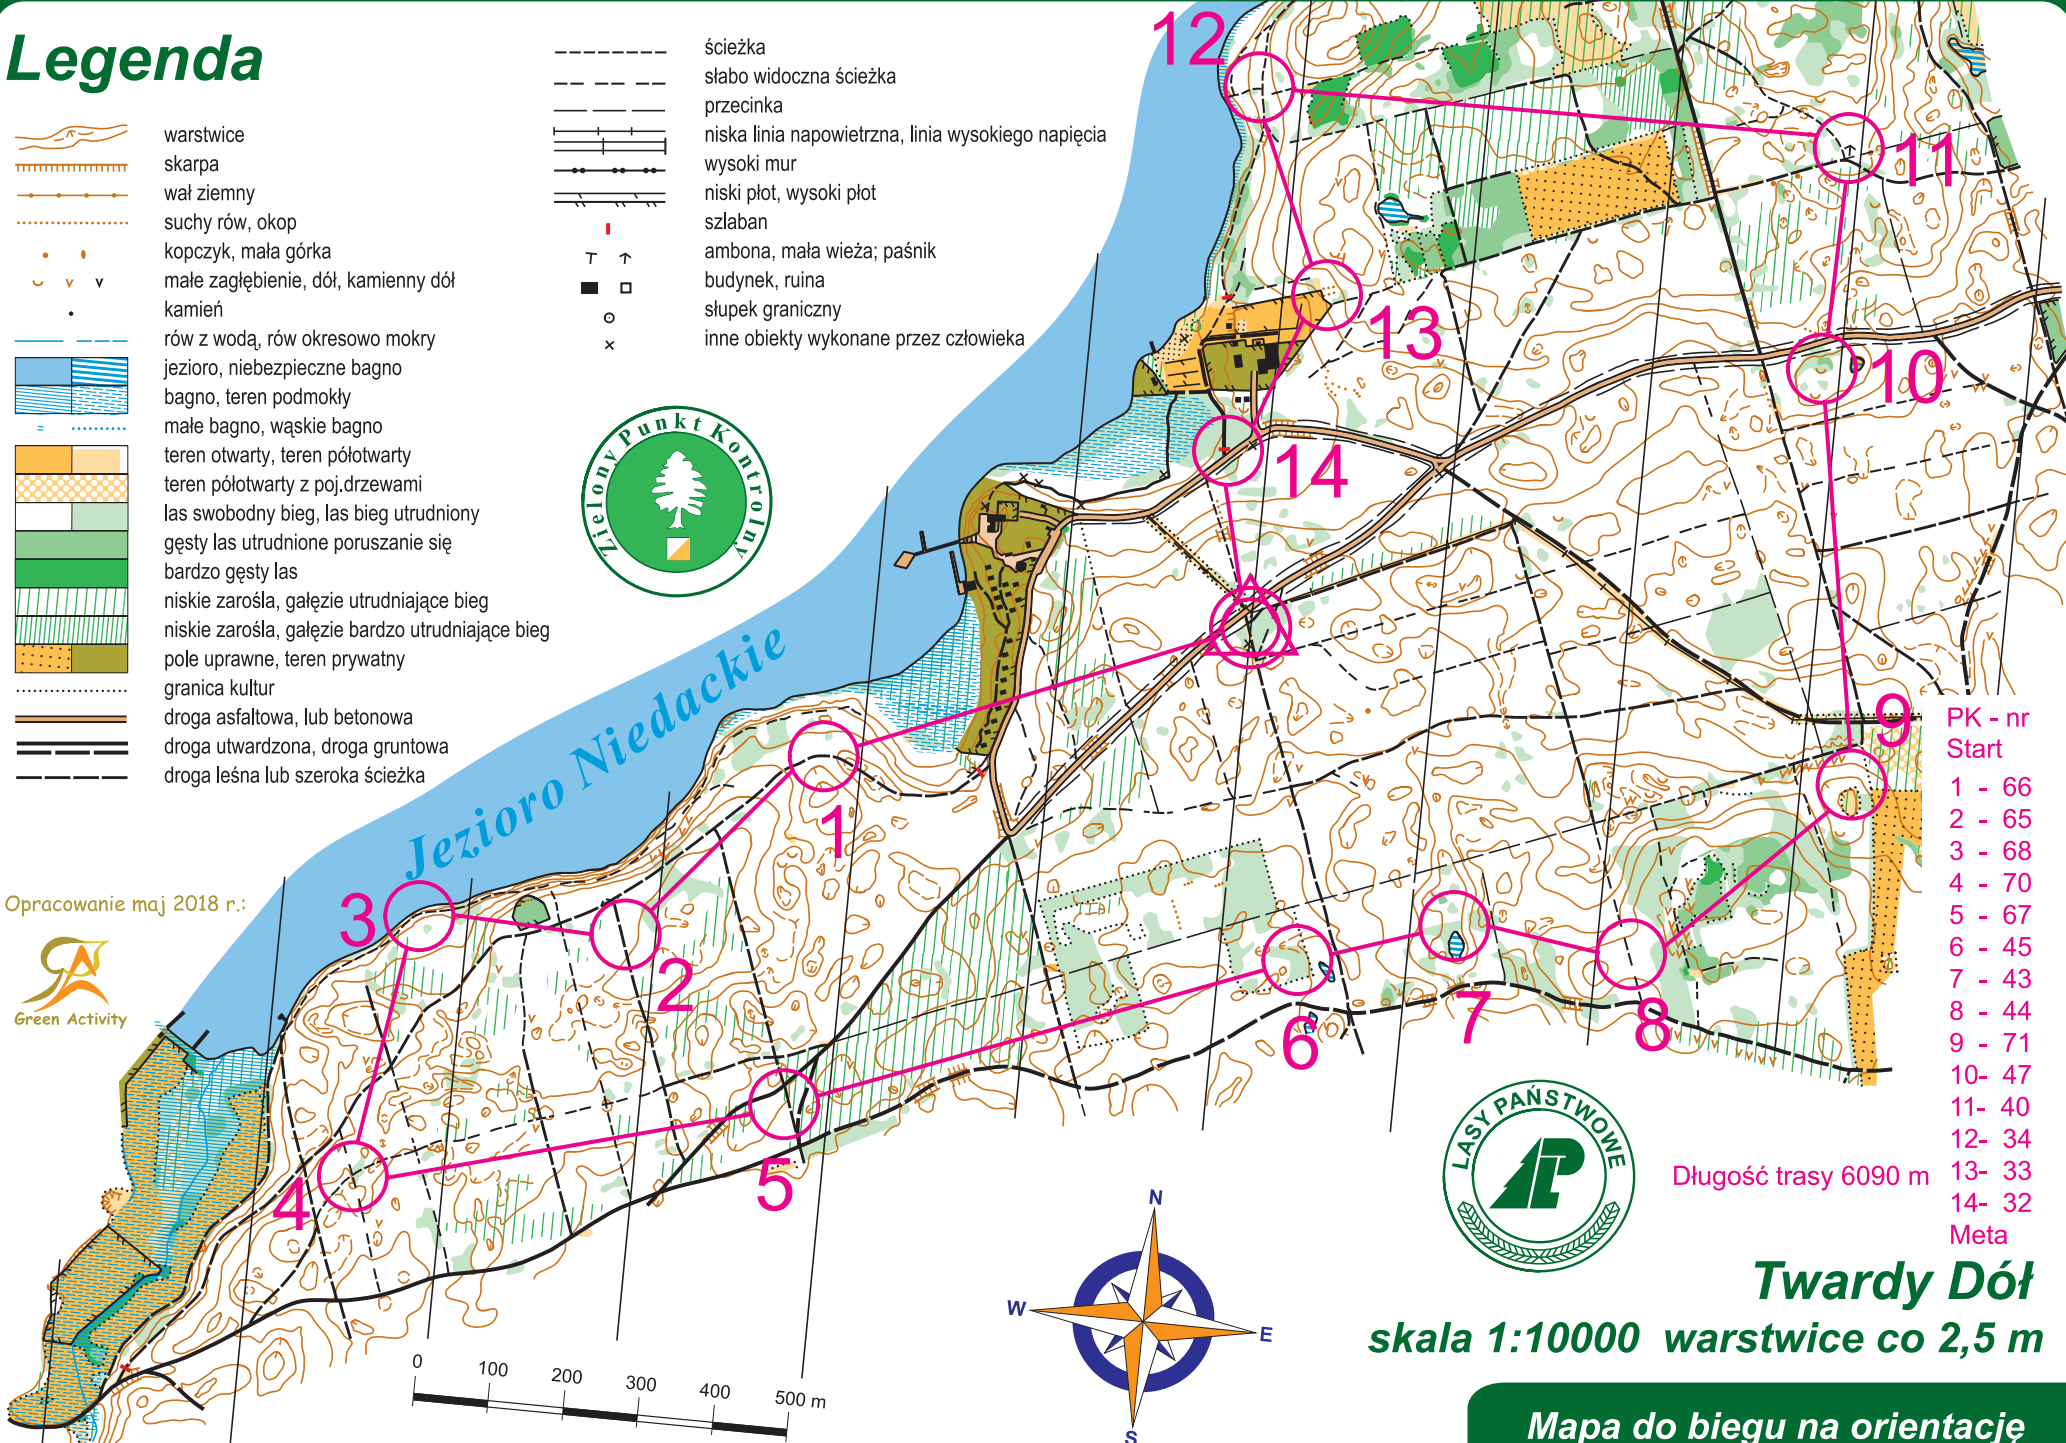 Legenda
warstwice
skarpa
wał ziemny
suchy rów, okop
kopczyk, mała górka
małe zagłębienie, dół, kamienny dół
kamień
rów z wodą, rów okresowo mokry
jezioro, niebezpieczne bagno
bagno, teren podmokły
małe bagno, wąskie bagno
teren otwarty, teren półotwarty
teren półotwarty z poj.drzewami
las swobodny bieg, las bieg utrudniony
gęsty las utrudnione poruszanie się
bardzo gęsty las
niskie zarośla, gałęzie utrudniające bieg
niskie zarośla, gałęzie bardzo utrudniające bieg
pole uprawne, teren prywatny
granica kultur
droga asfaltowa, lub betonowa
droga utwardzona, droga gruntowa
droga leśna lub szeroka ścieżka
ścieżka
słabo widoczna ścieżka
przecinka
niska linia napowietrzna, linia wysokiego napięcia
wysoki mur
niski płot, wysoki płot
szlaban
ambona, mała wieża; paśnik
budynek, ruina
słupek graniczny
inne obiekty wykonane przez człowieka
Zielony Punkt Kontrolny
Jezioro Niedackie
12
11
13
10
14
9
1
3
2
6
7
8
4
5
Opracowanie maj 2018 r.:
Green Activity
PK - nr
Start
1 - 66
2 - 65
3 - 68
4 - 70
5 - 67
6 - 45
7 - 43
8 - 44
9 - 71
10- 47
11- 40
12- 34
13- 33
14- 32
Meta
LASY PAŃSTWOWE
Długość trasy 6090 m
N
W
E
S
0 100 200 300 400 500 m
Twardy Dół
skala 1:10000 warstwice co 2,5 m
Mapa do biegu na orientację